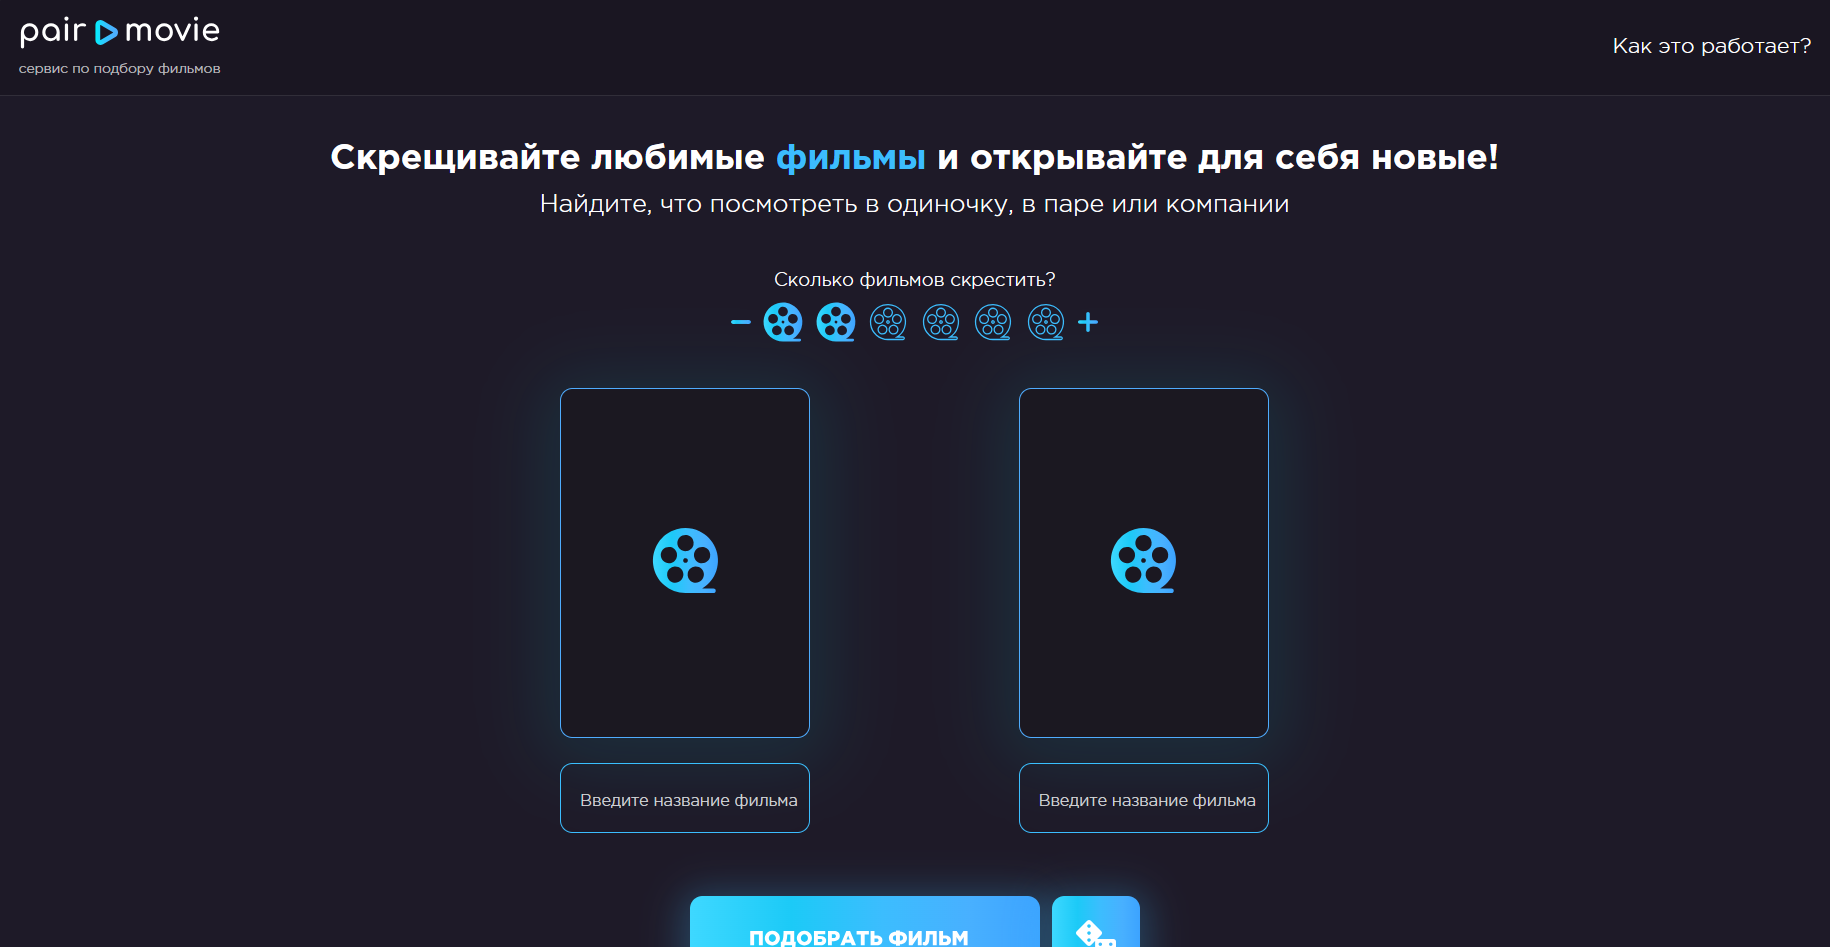 pair movie
сервис по подбору фильмов
Как это работает?
Скрещивайте любимые фильмы и открывайте для себя новые!
Найдите, что посмотреть в одиночку, в паре или компании
Сколько фильмов скрестить?
Введите название фильма
Введите название фильма
ПОДОБРАТЬ ФИЛЬМ